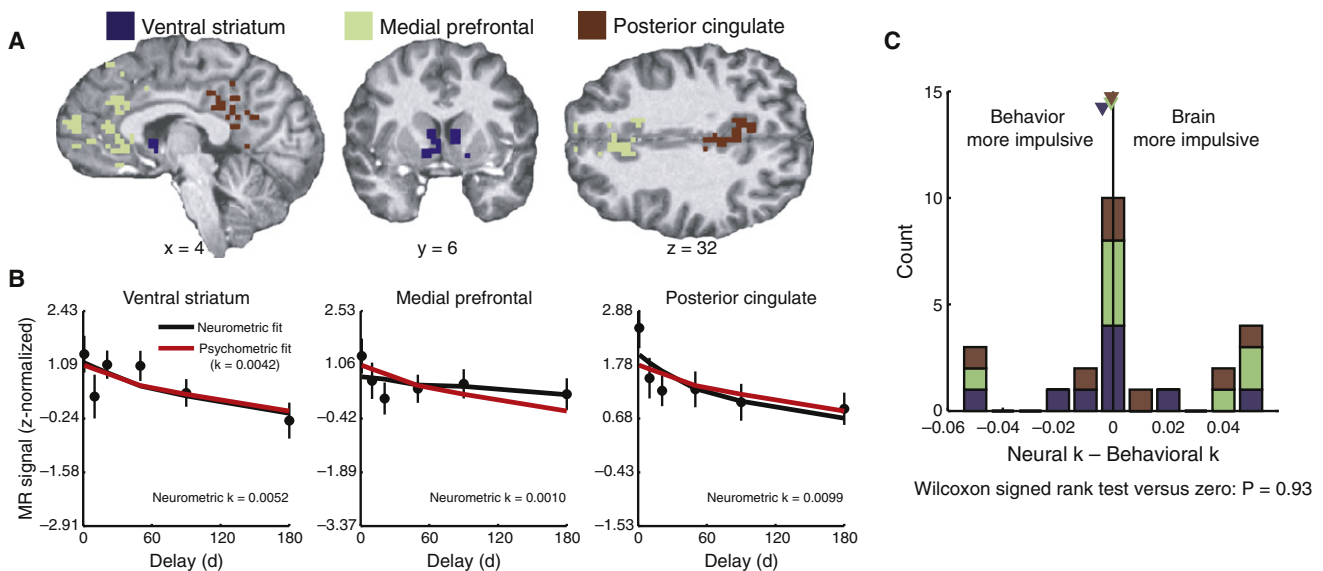 A
Ventral striatum
Medial prefrontal
Posterior cingulate
x = 4
y = 6
z = 32
B
Ventral striatum
MR signal (z-normalized)
2.43
1.09
−0.24
−1.58
−2.91
Neurometric fit
Psychometric fit
(k = 0.0042)
Neurometric k = 0.0052
0 60 120 180
Delay (d)
Medial prefrontal
2.53
1.06
−0.42
−1.89
−3.37
Neurometric k = 0.0010
0 60 120 180
Delay (d)
Posterior cingulate
2.88
1.78
0.68
−0.43
−1.53
Neurometric k = 0.0099
0 60 120 180
Delay (d)
C
Behavior
more impulsive
Brain
more impulsive
Count
15
10
5
0
−0.06 −0.04 −0.02 0 0.02 0.04
Neural k – Behavioral k
Wilcoxon signed rank test versus zero: P = 0.93